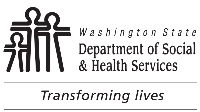 Washington State
Department of Social
& Health Services
Transforming lives